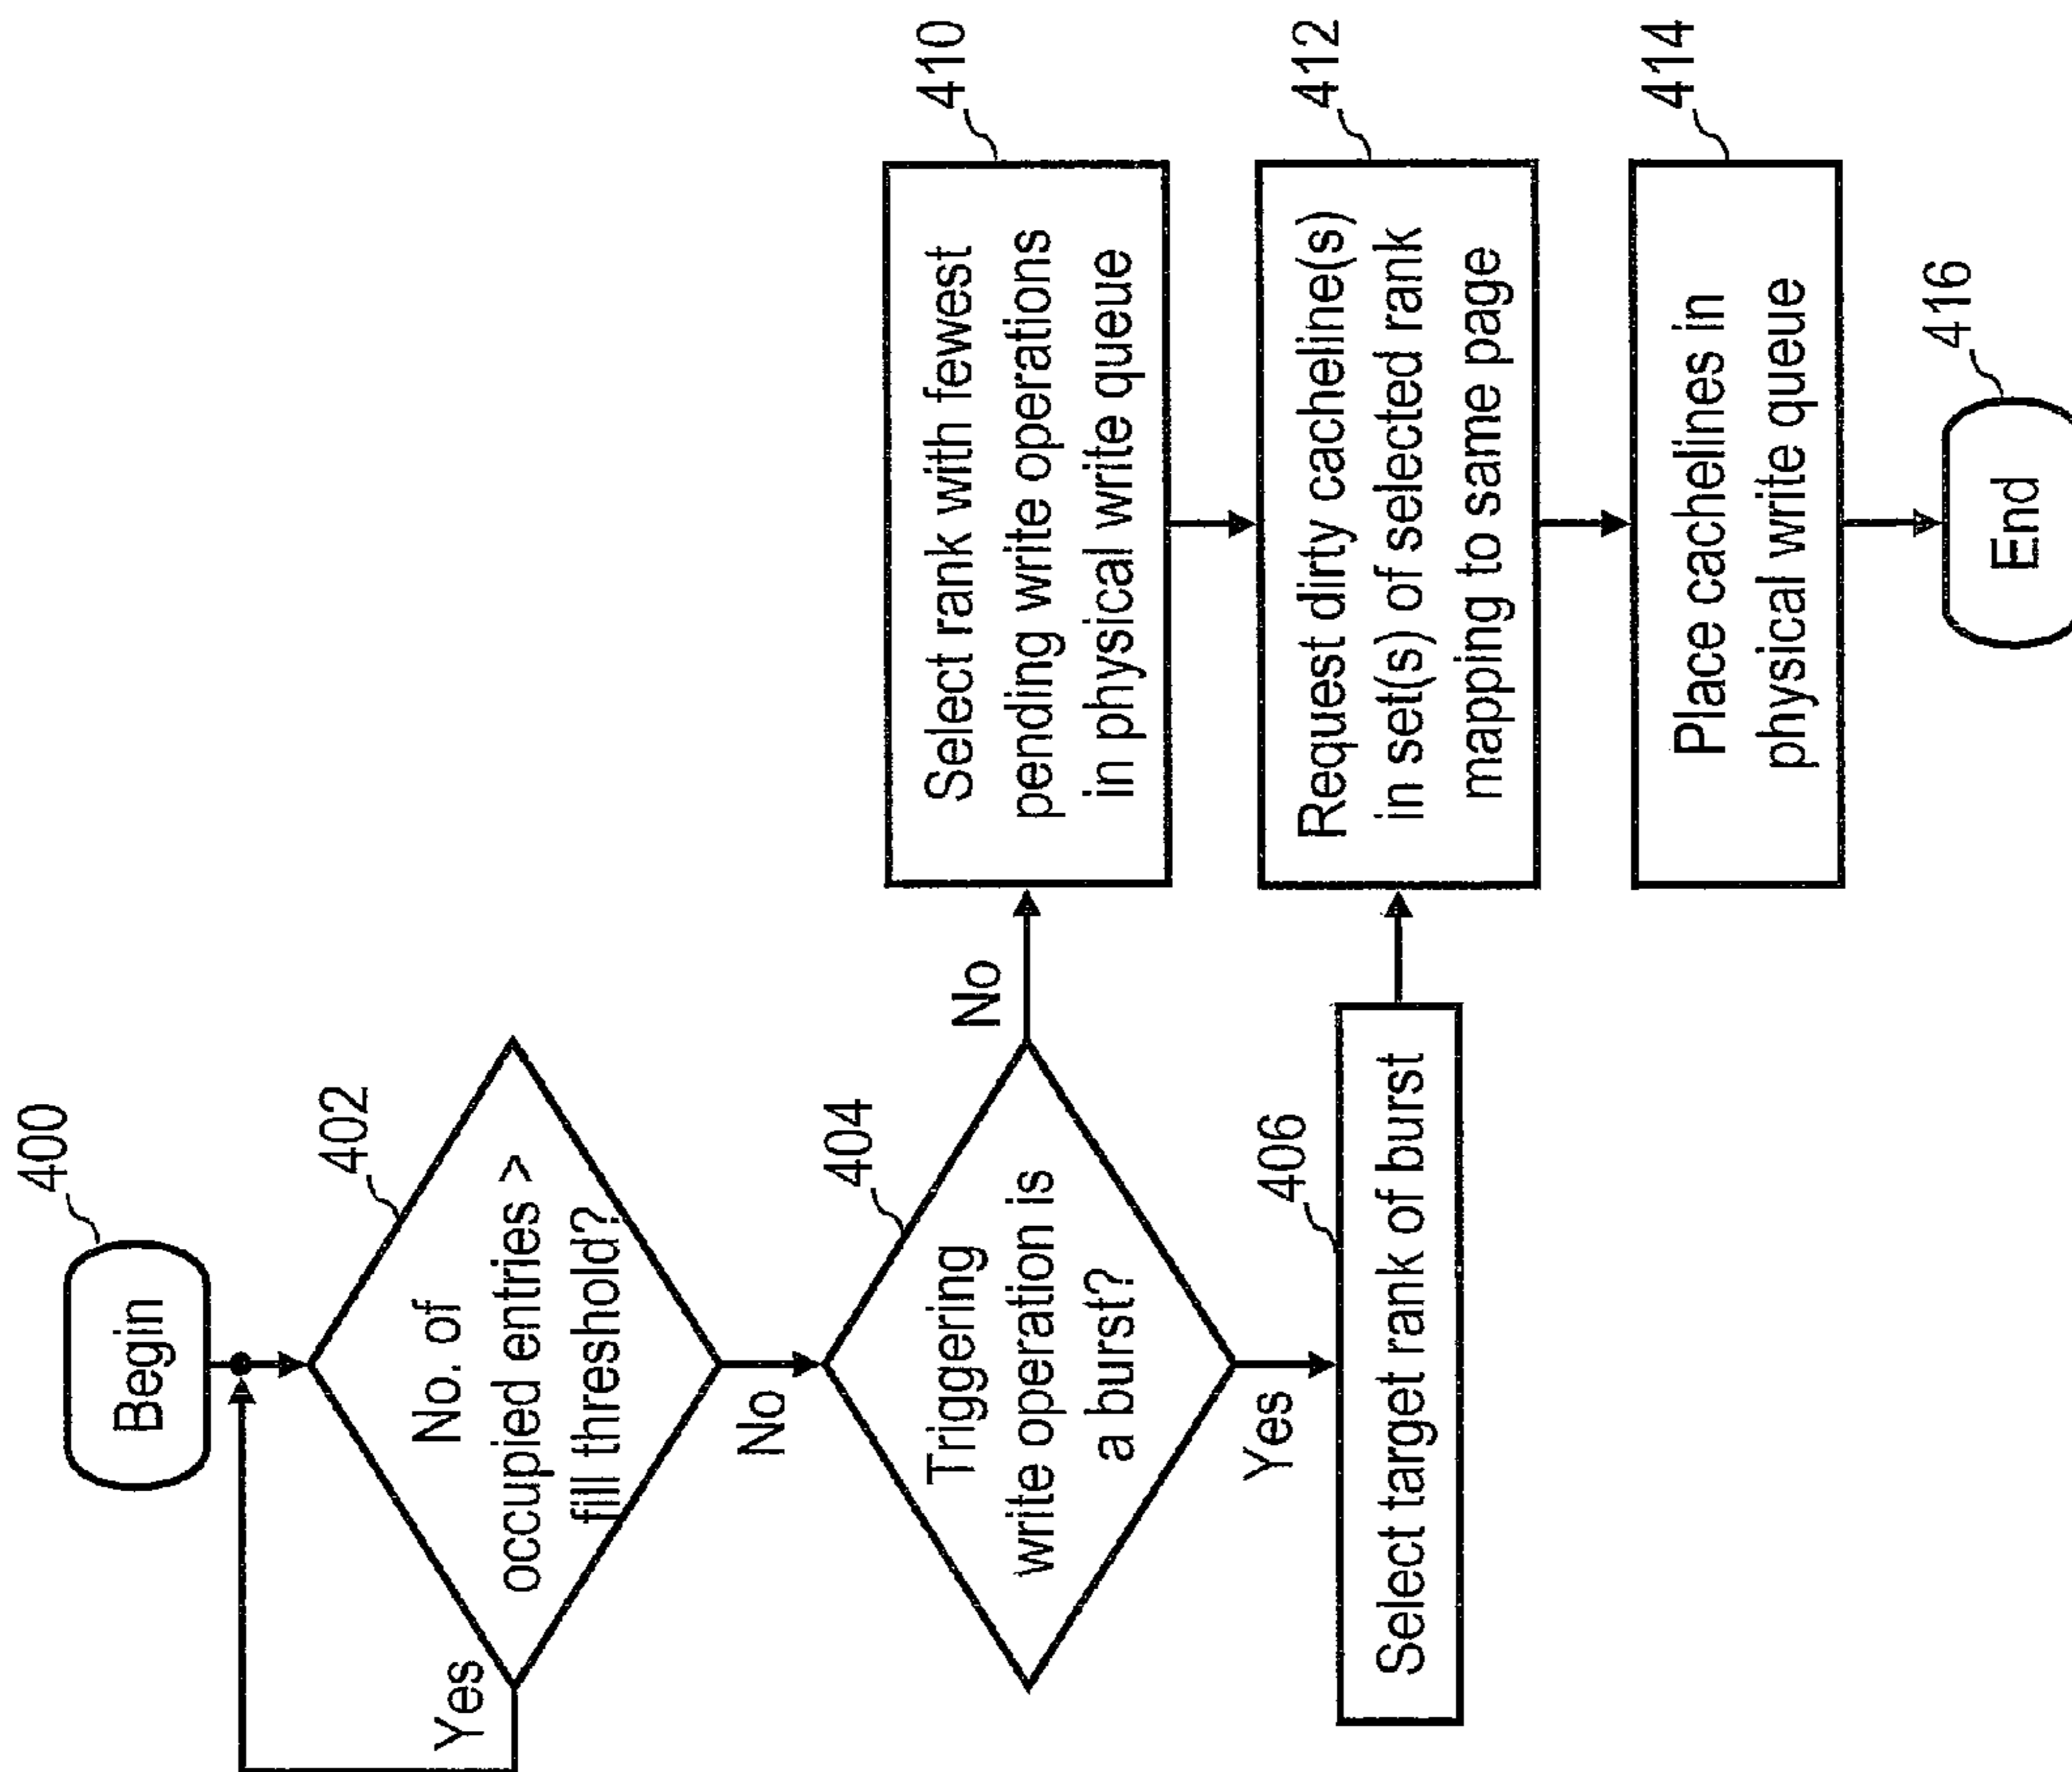 400
Begin
402
No. of
occupied entries >
fill threshold?
Yes
No
404
Triggering
write operation is
a burst?
No
Yes
406
Select target rank of burst
410
Select rank with fewest
pending write operations
in physical write queue
412
Request dirty cacheline(s)
in set(s) of selected rank
mapping to same page
414
Place cachelines in
physical write queue
416
End